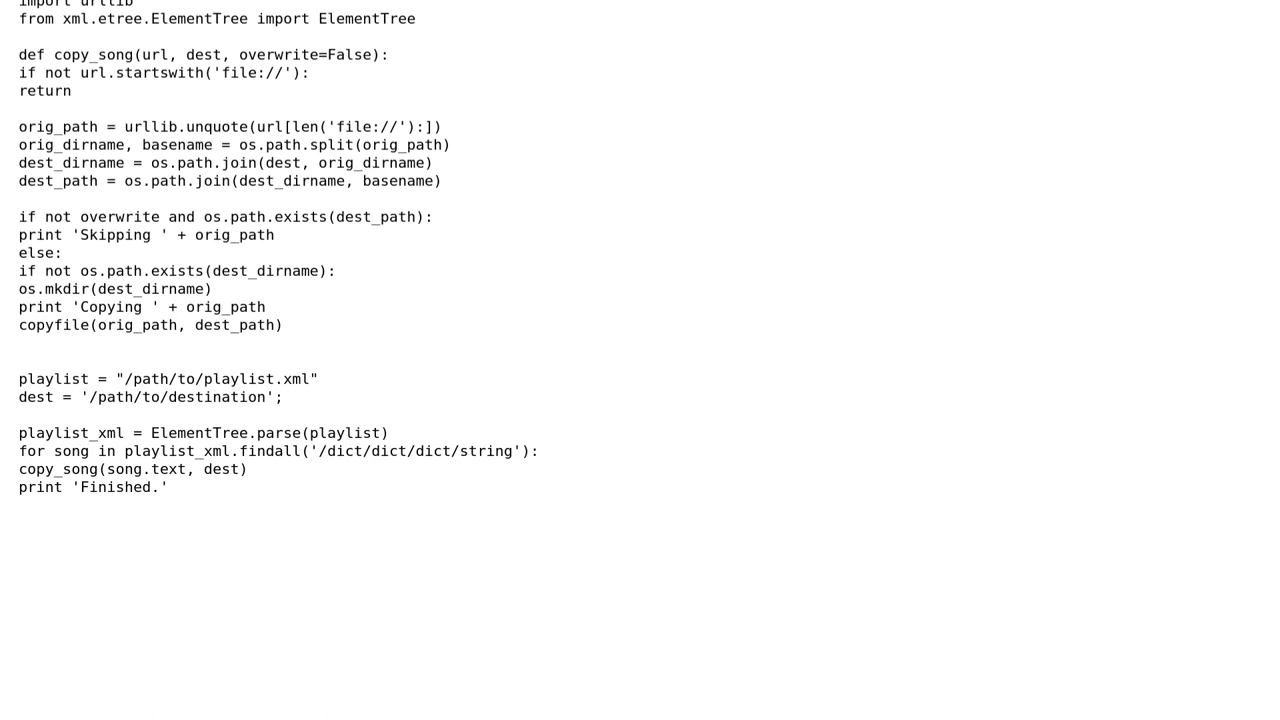 import urllib
from xml.etree.ElementTree import ElementTree

def copy_song(url, dest, overwrite=False):
if not url.startswith('file://'):
return

orig_path = urllib.unquote(url[len('file://'):])
orig_dirname, basename = os.path.split(orig_path)
dest_dirname = os.path.join(dest, orig_dirname)
dest_path = os.path.join(dest_dirname, basename)

if not overwrite and os.path.exists(dest_path):
print 'Skipping ' + orig_path
else:
if not os.path.exists(dest_dirname):
os.mkdir(dest_dirname)
print 'Copying ' + orig_path
copyfile(orig_path, dest_path)


playlist = "/path/to/playlist.xml"
dest = '/path/to/destination';

playlist_xml = ElementTree.parse(playlist)
for song in playlist_xml.findall('/dict/dict/dict/string'):
copy_song(song.text, dest)
print 'Finished.'